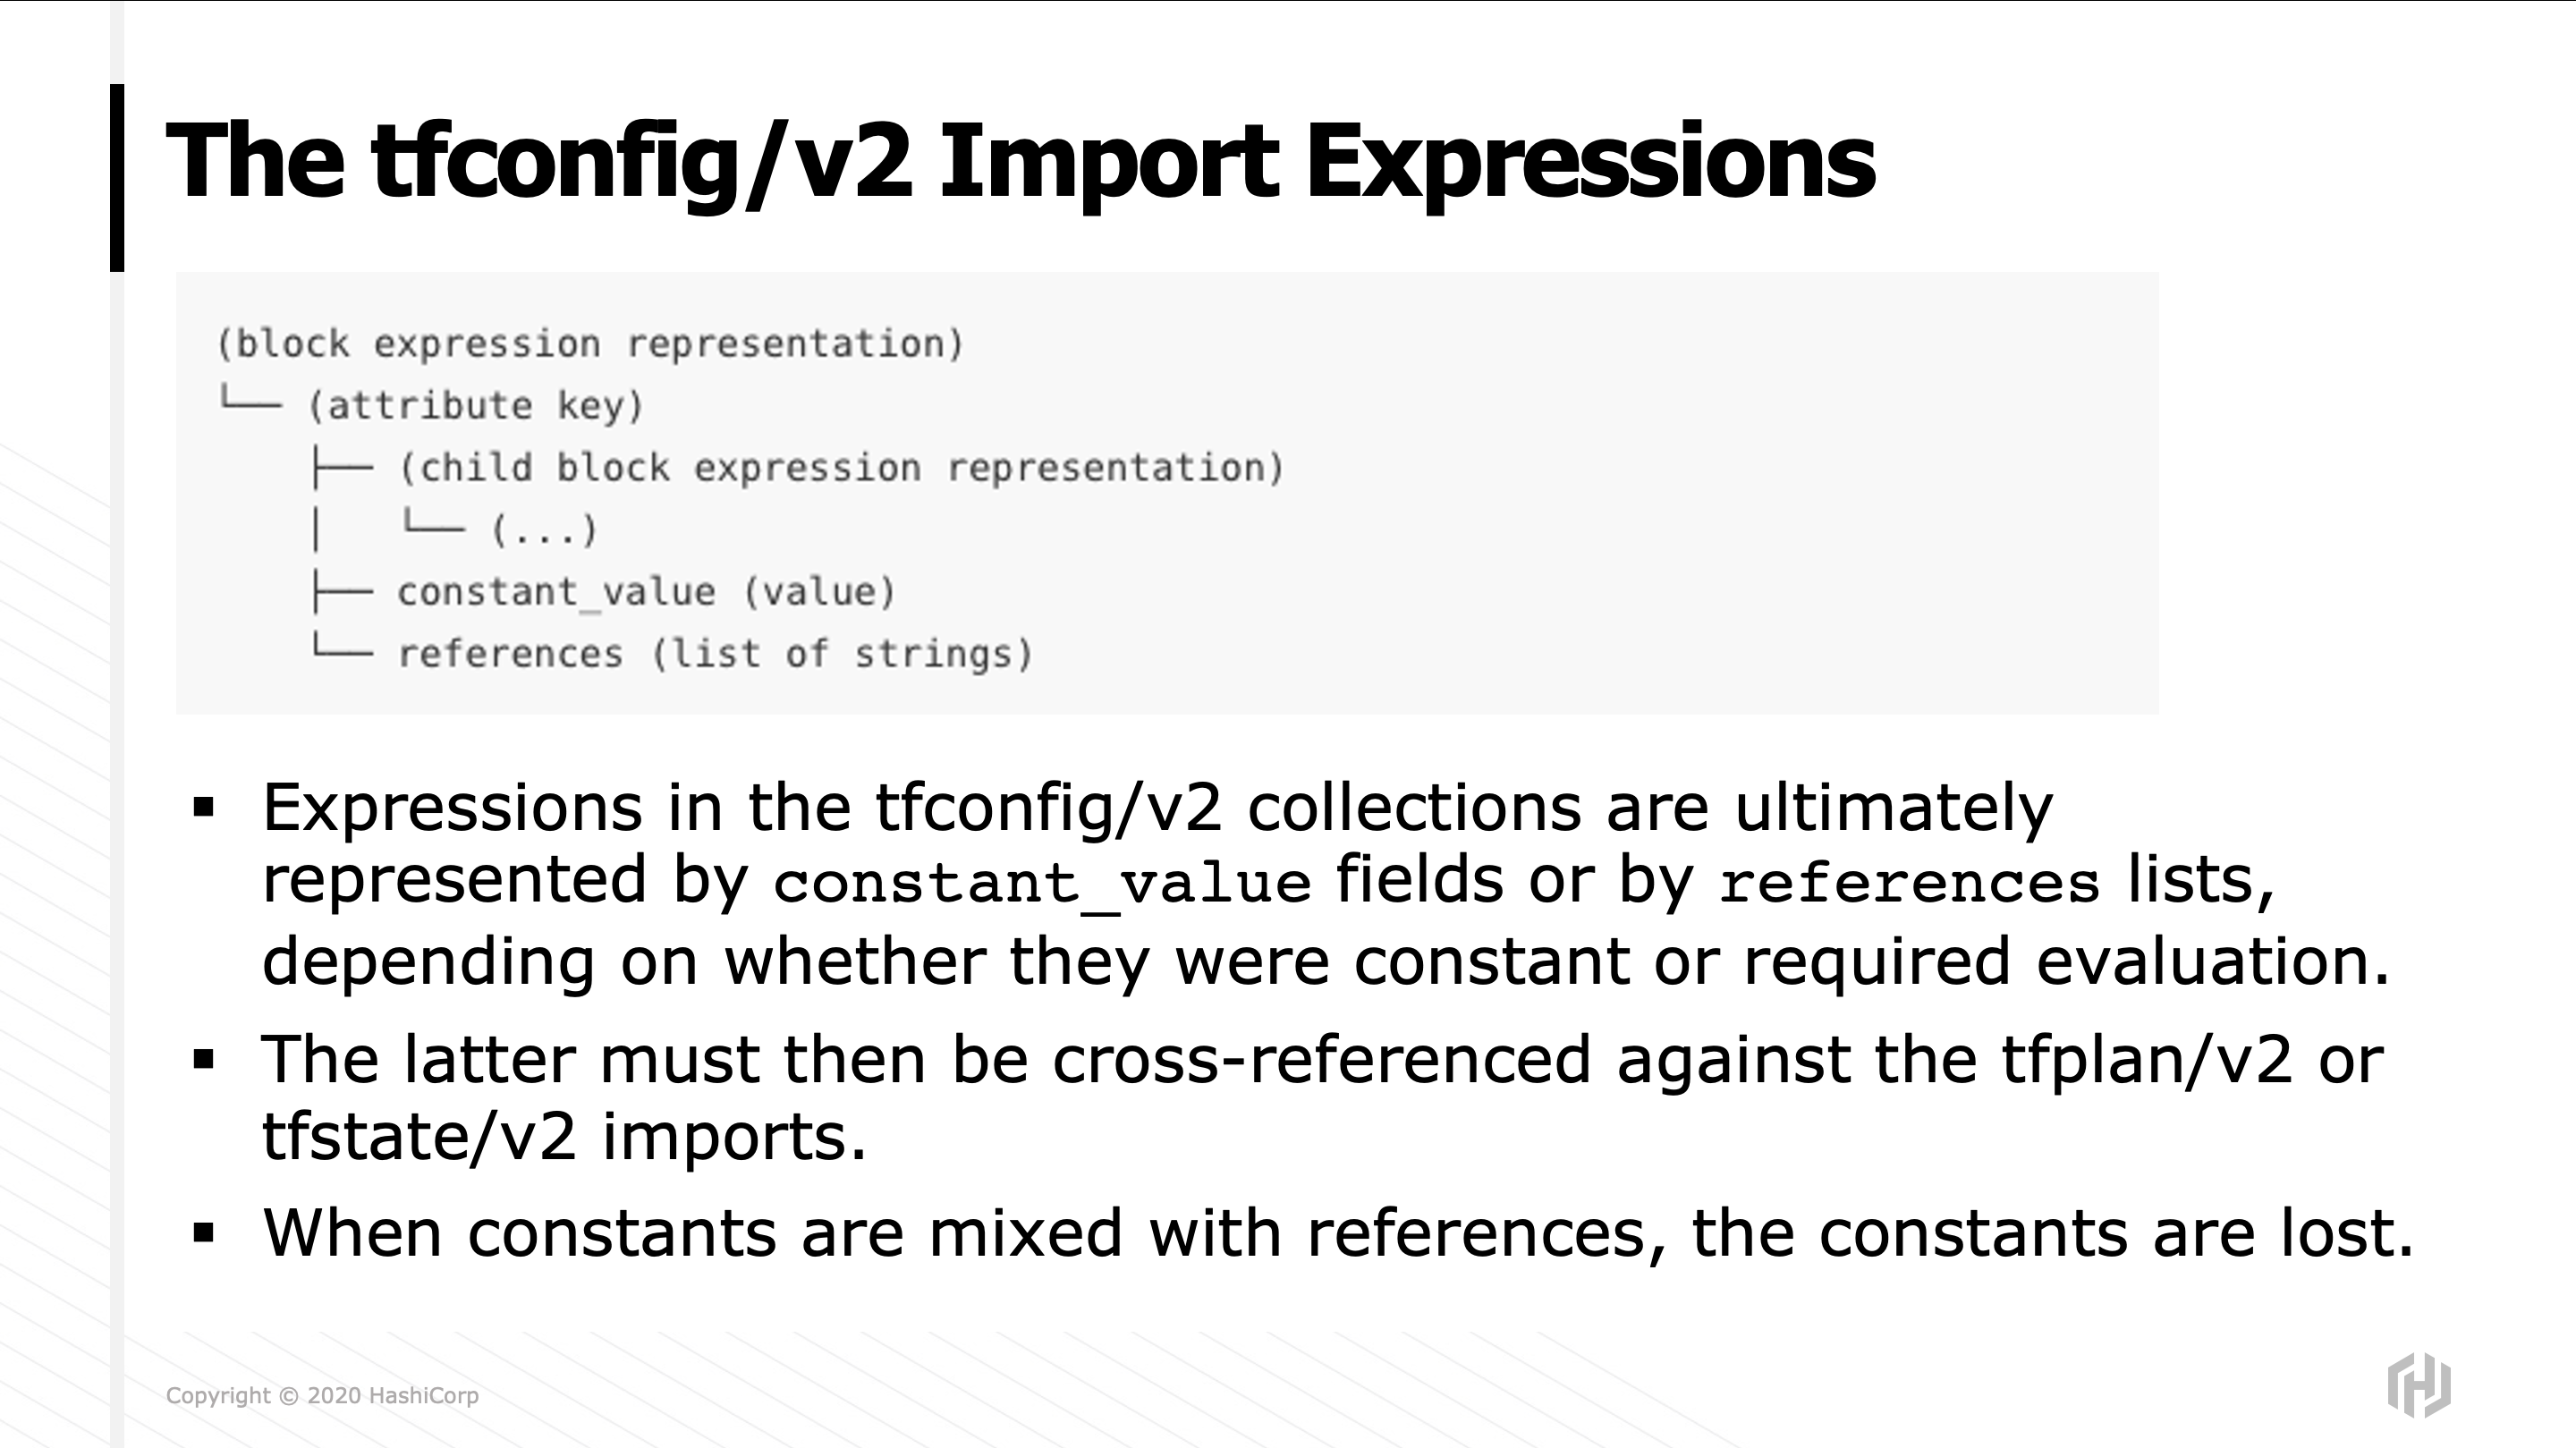 The tfconfig/v2 Import Expressions
(block expression representation)
└── (attribute key)
    ├── (child block expression representation)
    │   └── (...)
    ├── constant_value (value)
    └── references (list of strings)
▪ Expressions in the tfconfig/v2 collections are ultimately
represented by constant_value fields or by references lists,
depending on whether they were constant or required evaluation.
▪ The latter must then be cross-referenced against the tfplan/v2 or
tfstate/v2 imports.
▪ When constants are mixed with references, the constants are lost.
Copyright © 2020 HashiCorp